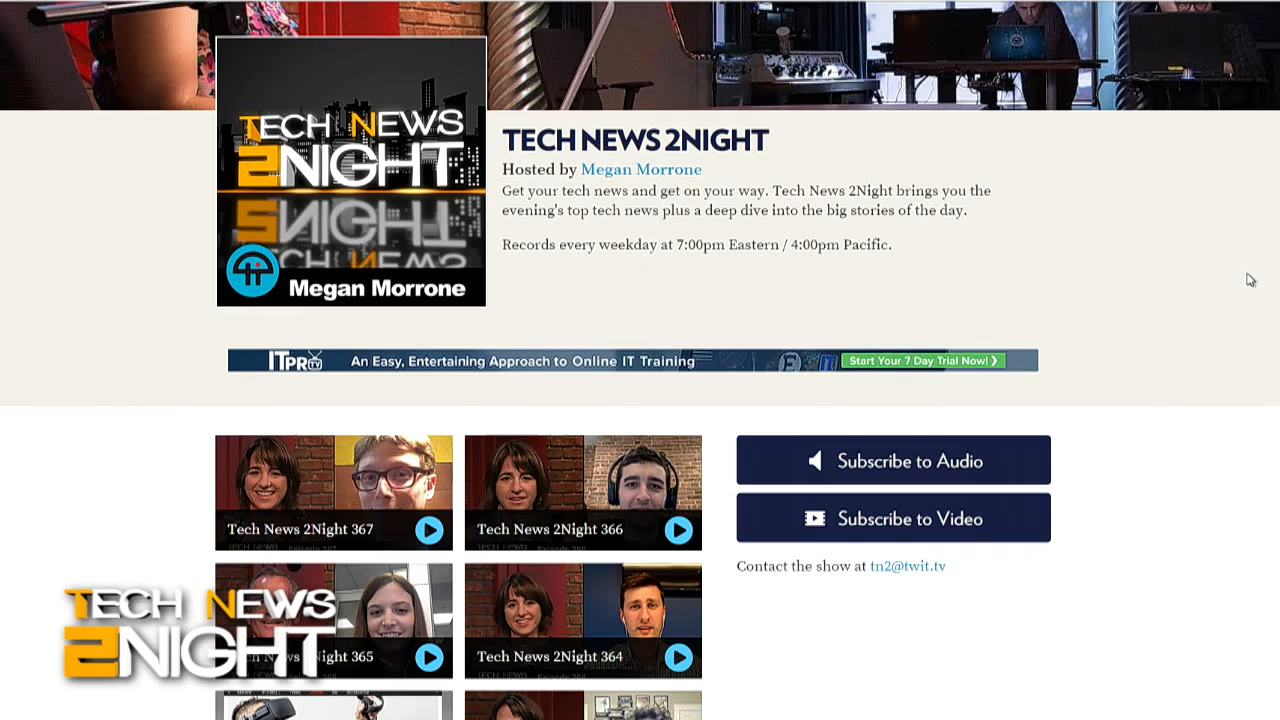 TECH NEWS
2NIGHT
Megan Morrone
TECH NEWS 2NIGHT
Hosted by Megan Morrone
Get your tech news and get on your way. Tech News 2Night brings you the
evening's top tech news plus a deep dive into the big stories of the day.
Records every weekday at 7:00pm Eastern / 4:00pm Pacific.
ITPRTV An Easy, Entertaining Approach to Online IT Training Start Your 7 Day Trial Now! ❯
Tech News 2Night 367
Tech News 2Night 366
Subscribe to Audio
Subscribe to Video
Contact the show at tn2@twit.tv
Night 365
Tech News 2Night 364
TECH NEWS
2NIGHT